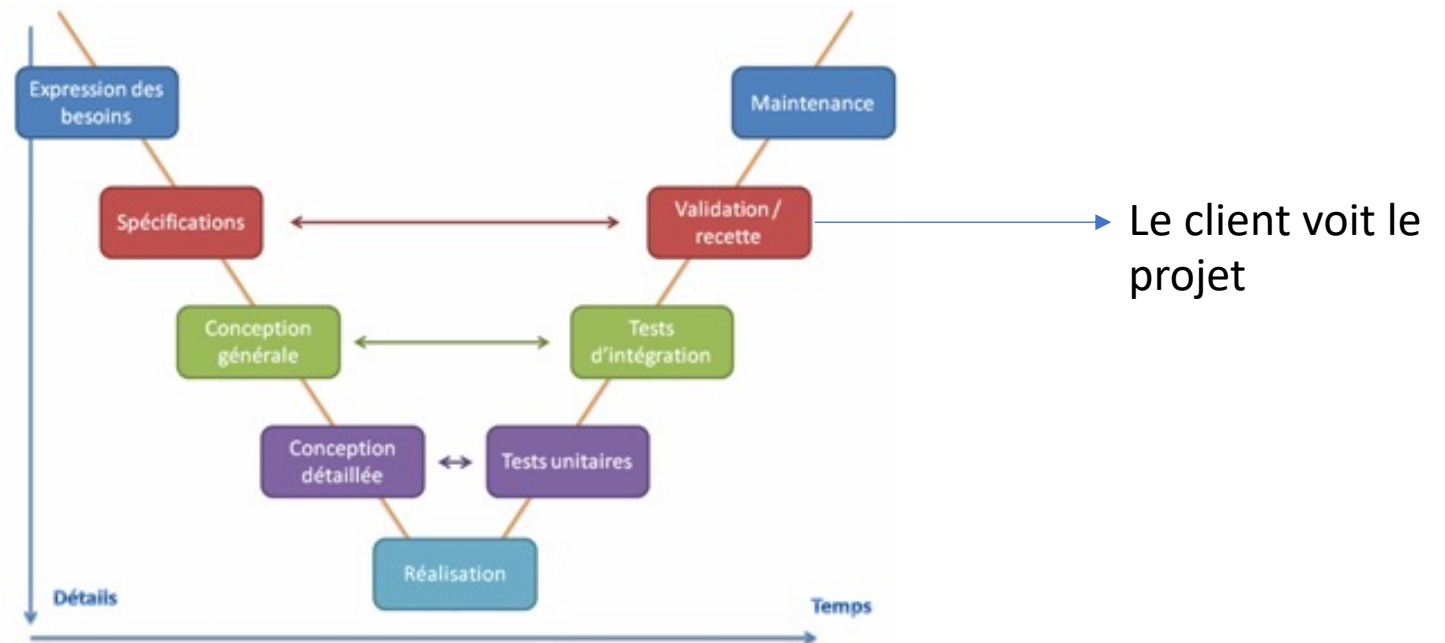 Expression des
besoins
Maintenance
Spécifications
Validation /
recette
Le client voit le
projet
Conception
générale
Tests
d'intégration
Conception
détaillée
Tests unitaires
Réalisation
Détails
Temps